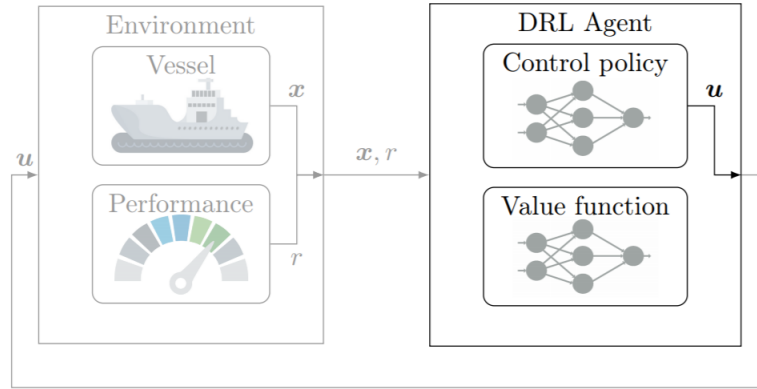 Environment
DRL Agent
Vessel
Control policy
x
u
u
x, r
Performance
Value function
r